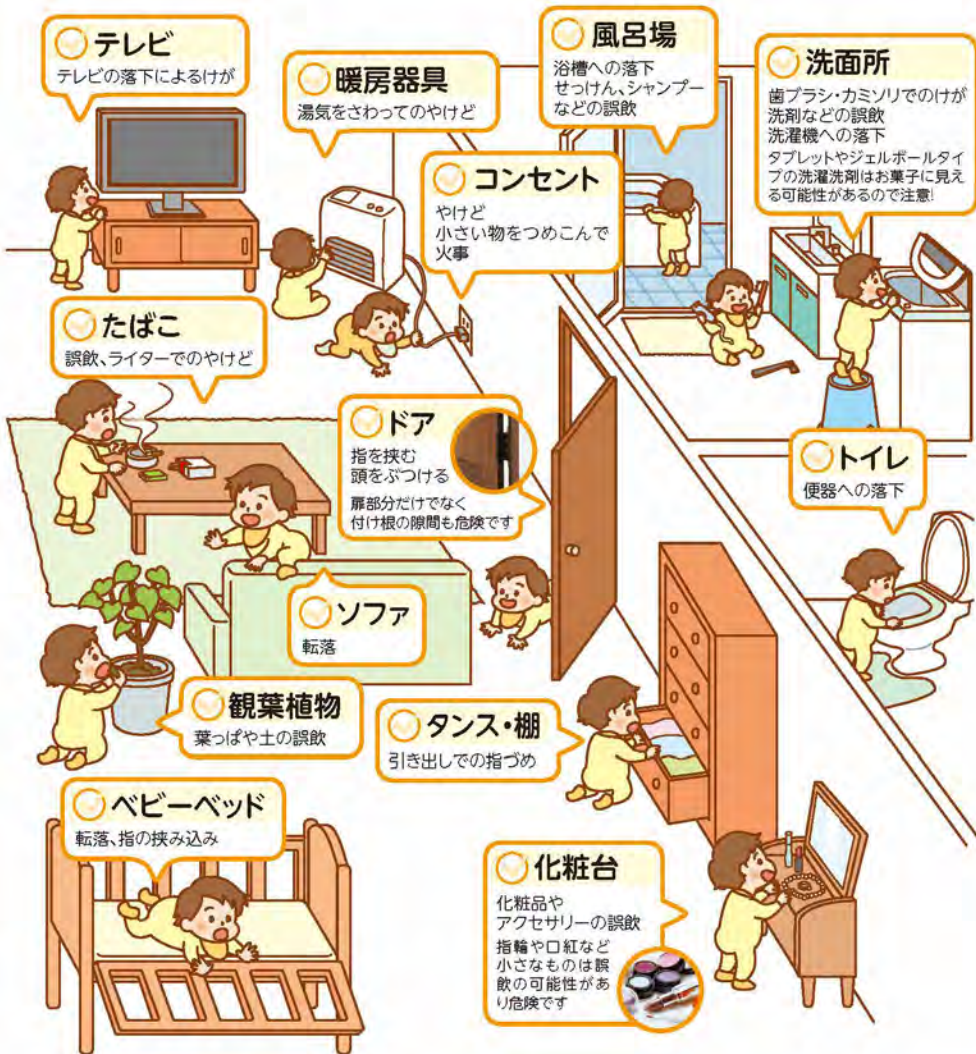 テレビ
テレビの落下によるけが
暖房器具
湯気をさわってのやけど
風呂場
浴槽への落下
せっけん、シャンプー
などの誤飲
洗面所
歯ブラシ・カミソリでのけが
洗剤などの誤飲
洗濯機への落下
タブレットやジェルボールタイ
プの洗濯洗剤はお菓子に見え
る可能性があるので注意!
コンセント
やけど
小さい物をつめこんで
火事
たばこ
誤飲、ライターでのやけど
ドア
指を挟む
頭をぶつける
扉部分だけでなく
付け根の隙間も危険です
トイレ
便器への落下
ソファ
転落
観葉植物
葉っぱや土の誤飲
タンス・棚
引き出しでの指づめ
ベビーベッド
転落、指の挟み込み
化粧台
化粧品や
アクセサリーの誤飲
指輪や口紅など
小さなものは誤
飲の可能性があ
り危険です